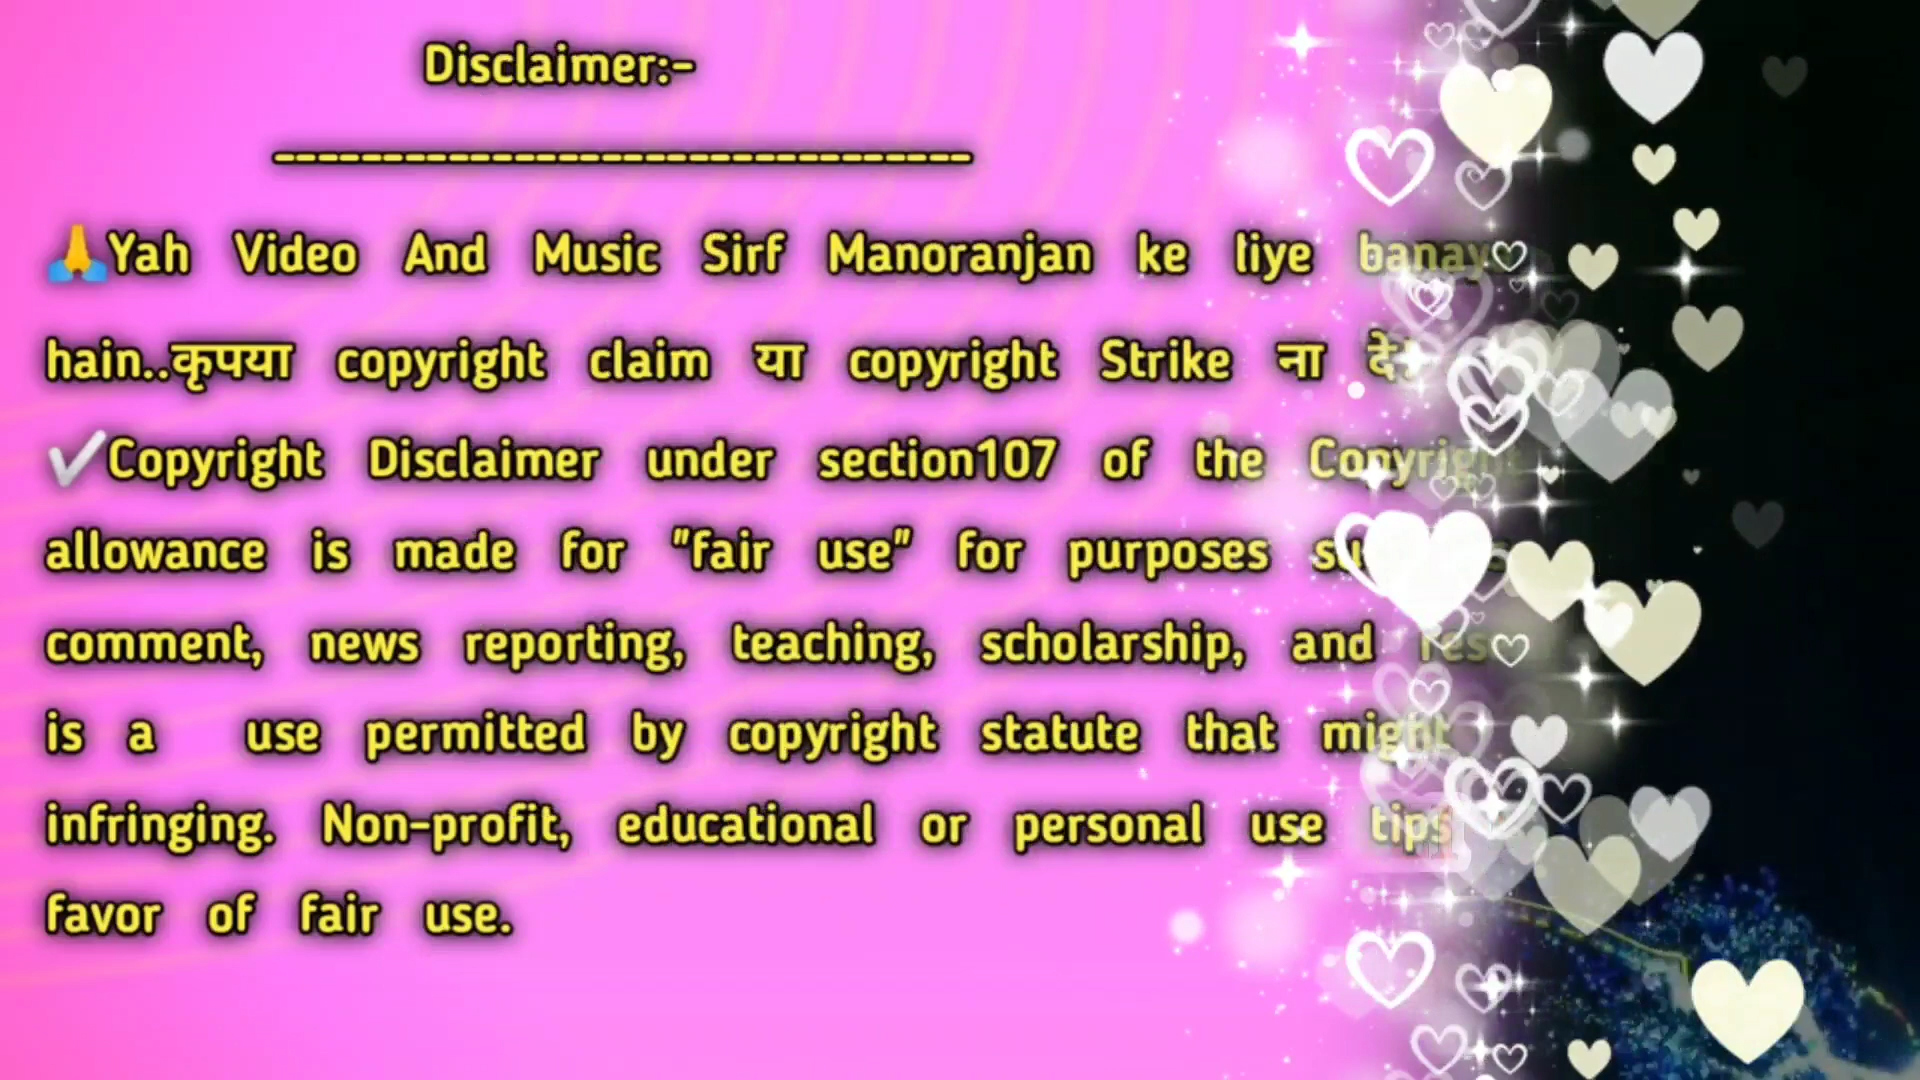 Disclaimer:-
--------------------------------
🙏Yah Video And Music Sirf Manoranjan ke liye
hain..कृपया copyright claim या copyright Strike ना
✔Copyright Disclaimer under section107 of the Copyright
allowance is made for "fair use" for purposes
comment, news reporting, teaching, scholarship, and
is a use permitted by copyright statute that might
infringing. Non-profit, educational or personal use tips
favor of fair use.